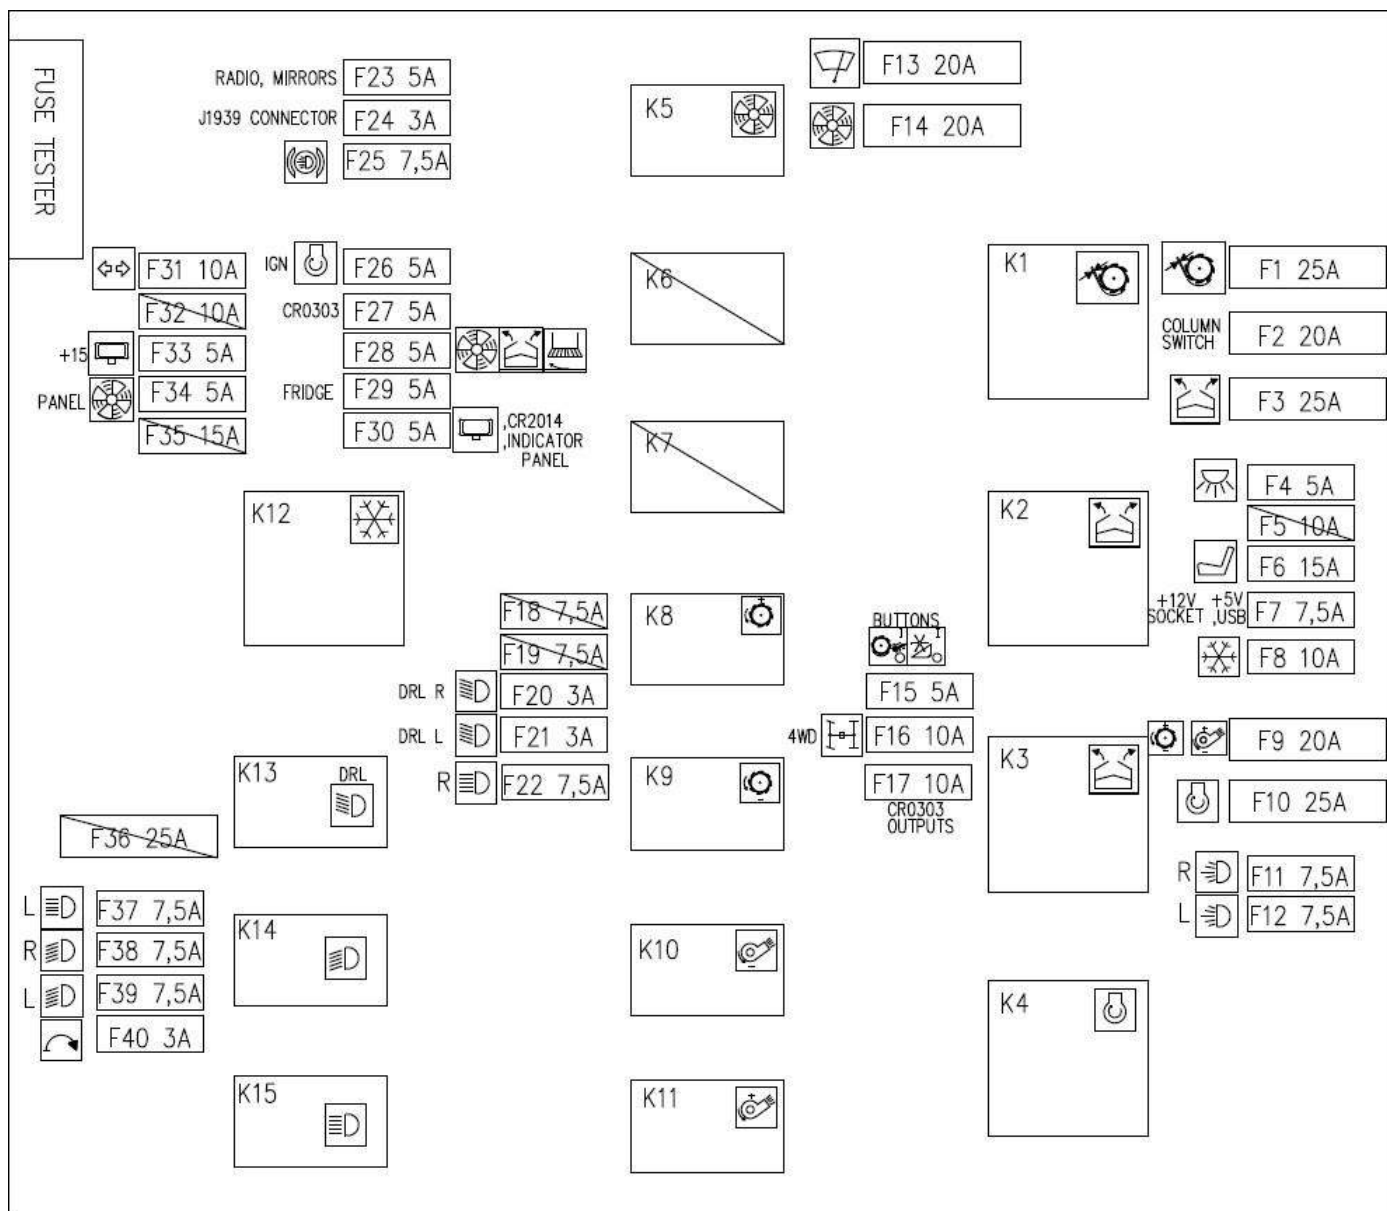 FUSE TESTER
RADIO, MIRRORS F23 5A
J1939 CONNECTOR F24 3A
F25 7,5A
F31 10A
F32 10A
+15 F33 5A
PANEL F34 5A
F35 15A
IGN F26 5A
CR0303 F27 5A
F28 5A
FRIDGE F29 5A
F30 5A ,CR2014
,INDICATOR
PANEL
K12
F18 7,5A
F19 7,5A
DRL R F20 3A
DRL L F21 3A
R F22 7,5A
K13 DRL
F36 25A
L F37 7,5A
R F38 7,5A
L F39 7,5A
F40 3A
K14
K15
K5
K6
K7
K8
K9
K10
K11
F13 20A
F14 20A
BUTTONS
F15 5A
4WD F16 10A
F17 10A
CR0303
OUTPUTS
K1
K2
K3
K4
F1 25A
COLUMN
SWITCH F2 20A
F3 25A
F4 5A
F5 10A
F6 15A
+12V +5V
SOCKET ,USB F7 7,5A
F8 10A
F9 20A
F10 25A
R F11 7,5A
L F12 7,5A